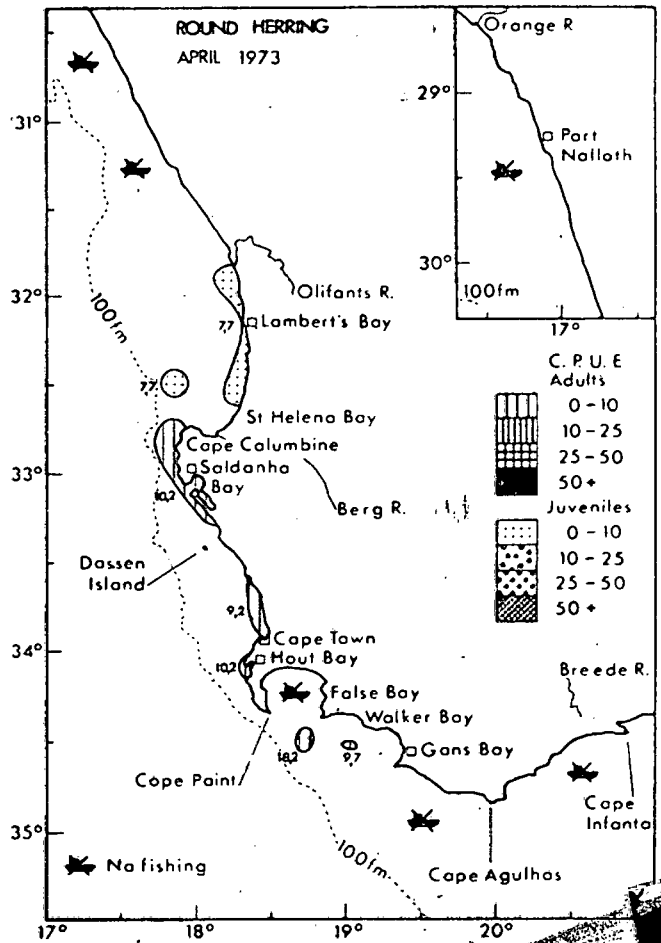 ROUND HERRING
APRIL 1973
Orange R
29°
Port
Nolloth
30°
100fm
17°
31°
32°
33°
34°
35°
100fm
Olifants R.
7,7
Lambert's Bay
7,7
St Helena Bay
Cape Calumbine
Saldanha
Bay
10,2
Berg R.
Dassen
Island
9,2
Cape Town
10,2
Hout Bay
False Bay
Walker Bay
Breede R.
18,2
9,7
Gans Bay
Cape Point
Cape
Infanta
100fm
Cape Agulhas
No fishing
C. P. U. E
Adults
0-10
10-25
25-50
50+
Juveniles
0-10
10-25
25-50
50+
17°
18°
19°
20°